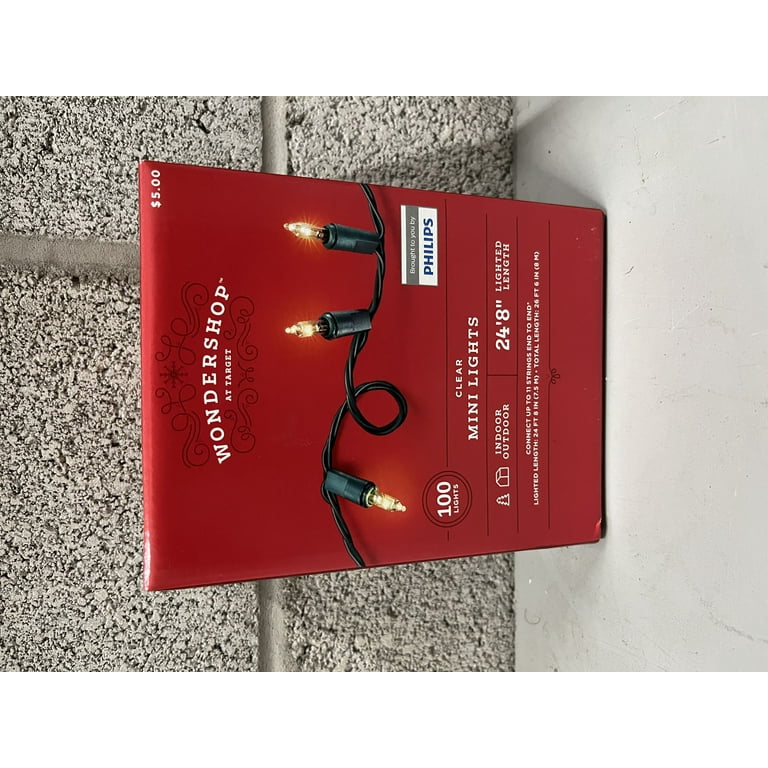 $5.00
WONDERSHOP™
AT TARGET
Brought to you by
PHILIPS
100
LIGHTS
CLEAR
MINI LIGHTS
INDOOR
OUTDOOR
24'8" LIGHTED
LENGTH
CONNECT UP TO 11 STRINGS END TO END*
LIGHTED LENGTH: 24 FT 8 IN (7.5 M) • TOTAL LENGTH: 26 FT 6 IN (8 M)